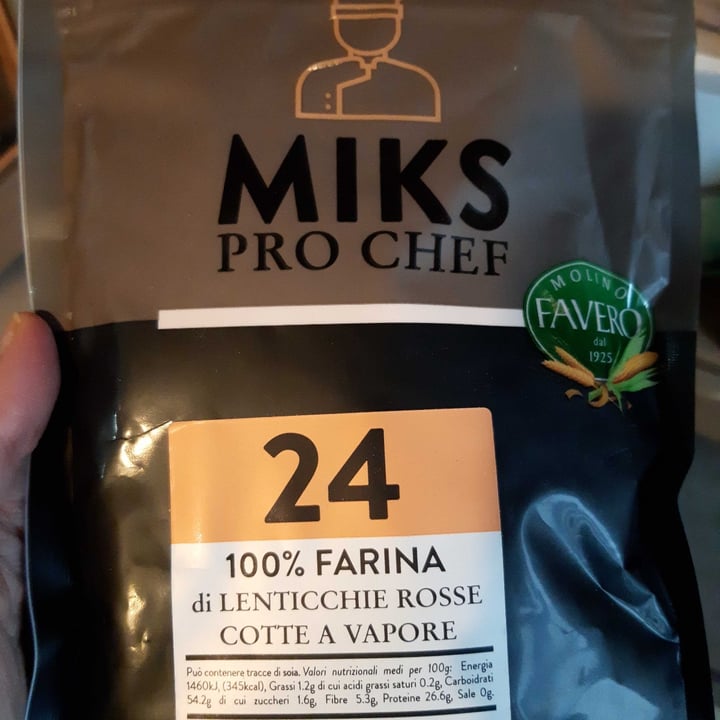 MIKS
PRO CHEF
MOLINO
FAVERO
dal
1925
24
100% FARINA
di LENTICCHIE ROSSE
COTTE A VAPORE
Può contenere tracce di soia. Valori nutrizionali medi per 100g: Energia
1460kJ, (345kcal), Grassi 1.2g di cui acidi grassi saturi 0.2g, Carboidrati
54.2g di cui zuccheri 1.6g, Fibre 5.3g, Proteine 26.6g, Sale 0g.